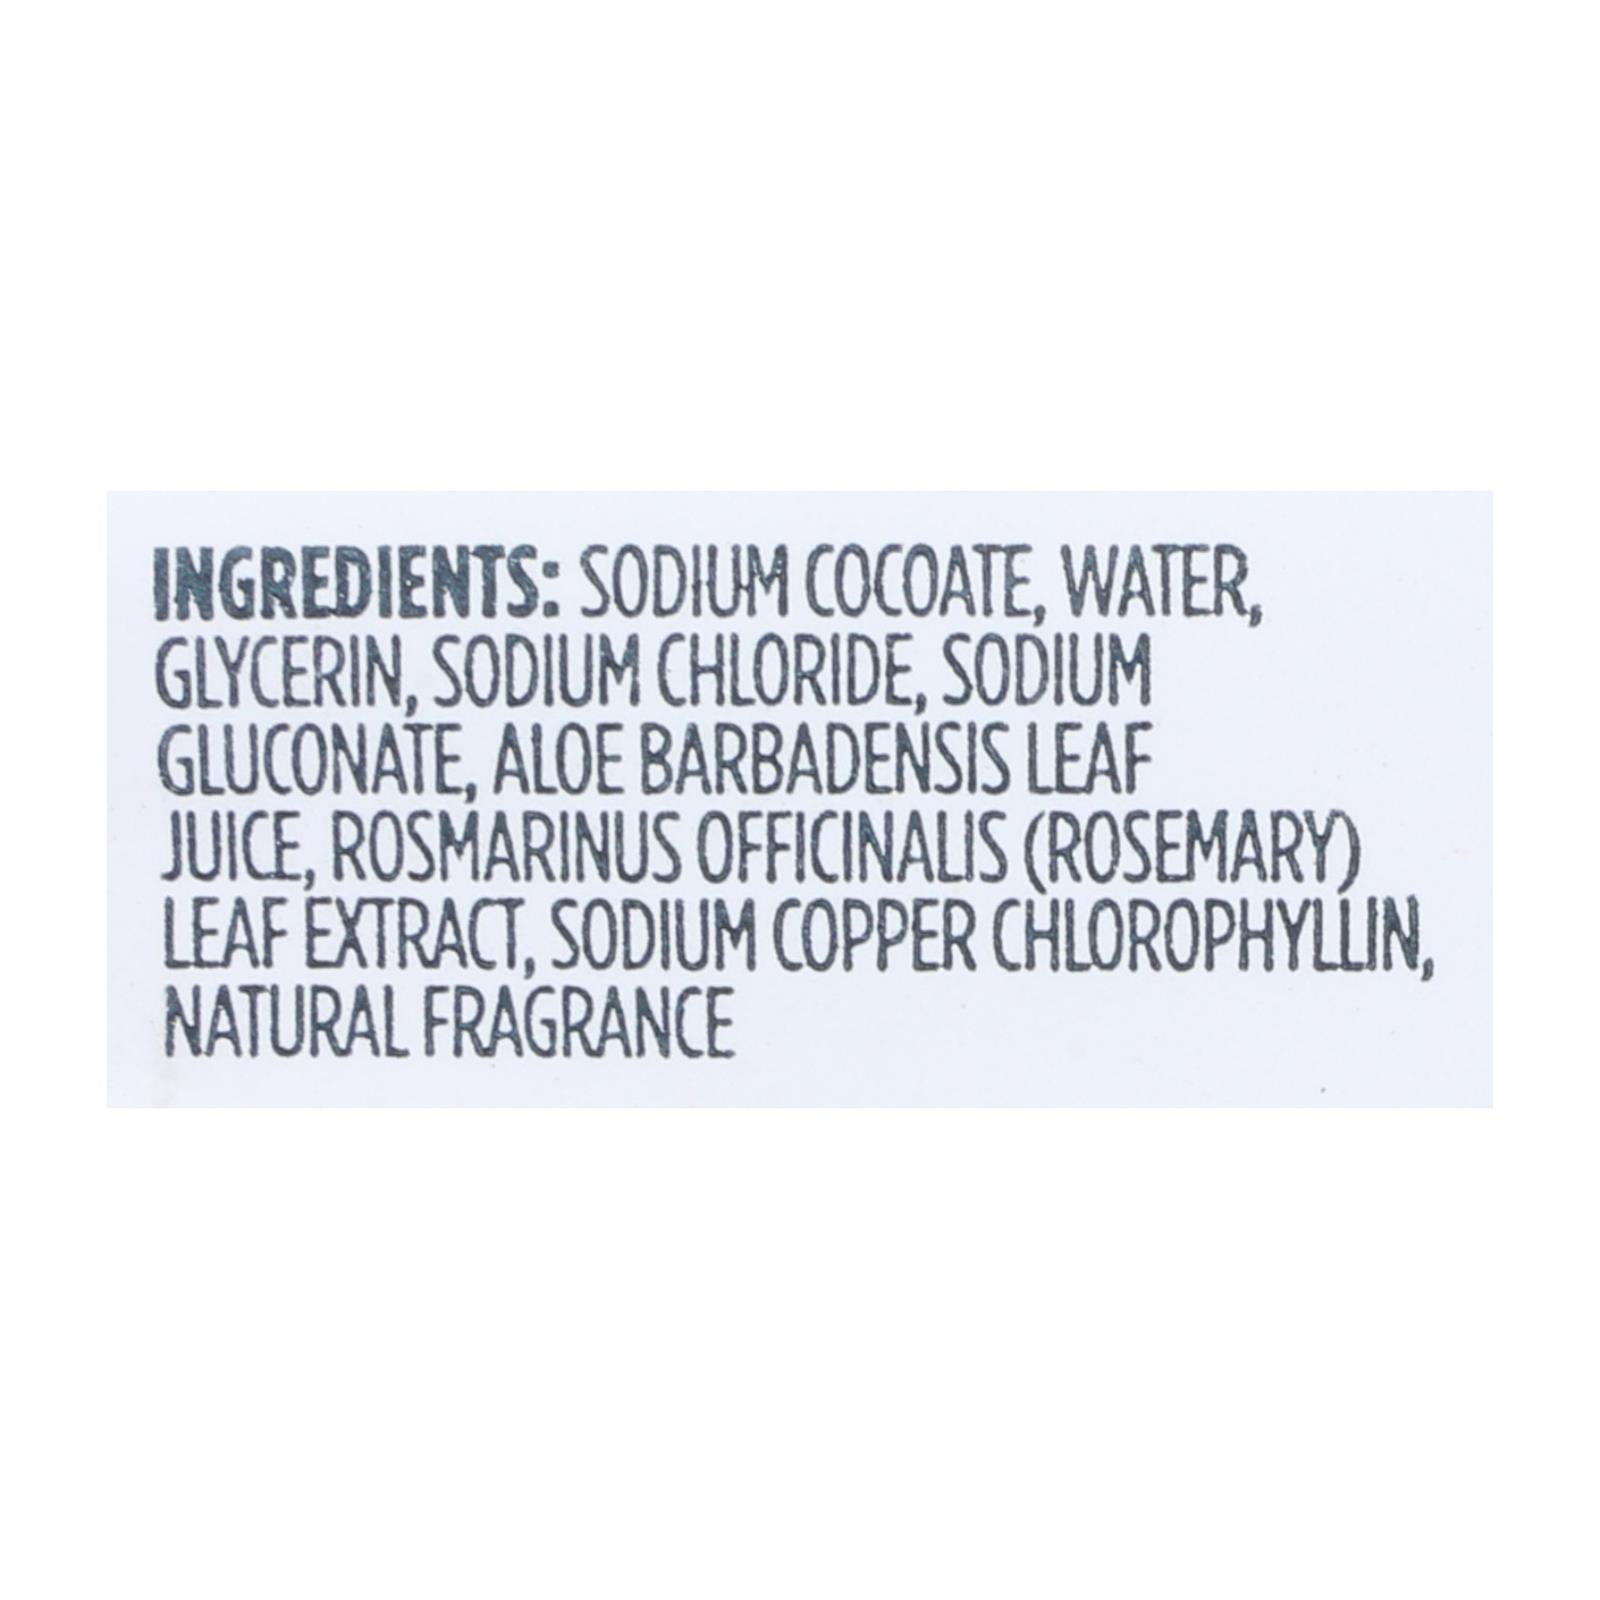 INGREDIENTS: SODIUM COCOATE, WATER,
GLYCERIN, SODIUM CHLORIDE, SODIUM
GLUCONATE, ALOE BARBADENSIS LEAF
JUICE, ROSMARINUS OFFICINALIS (ROSEMARY)
LEAF EXTRACT, SODIUM COPPER CHLOROPHYLLIN,
NATURAL FRAGRANCE